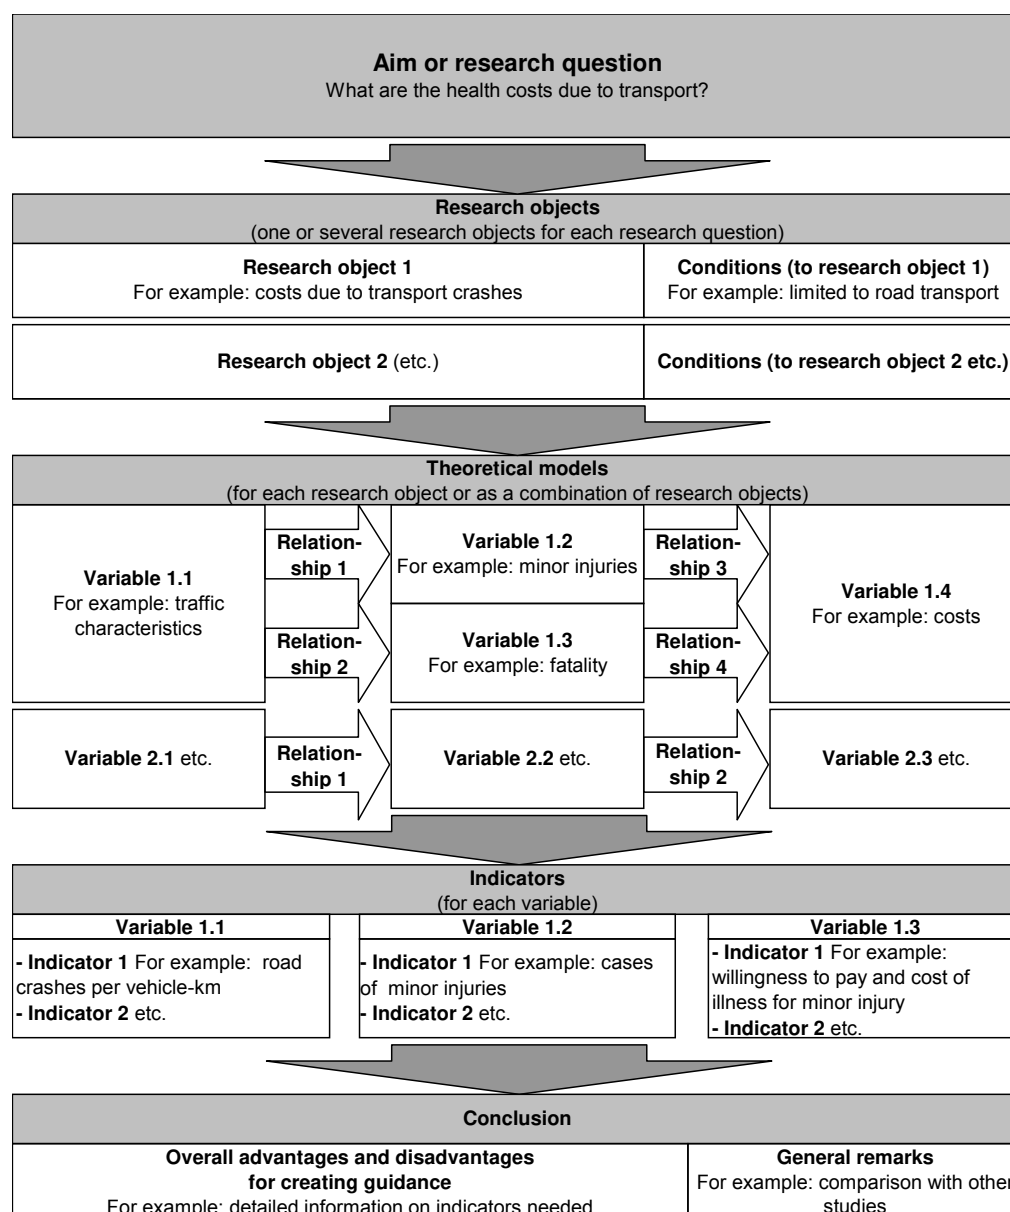 Aim or research question
What are the health costs due to transport?
Research objects
(one or several research objects for each research question)
Research object 1
For example: costs due to transport crashes
Conditions (to research object 1)
For example: limited to road transport
Research object 2 (etc.)
Conditions (to research object 2 etc.)
Theoretical models
(for each research object or as a combination of research objects)
Variable 1.1
For example: traffic
characteristics
Relation-
ship 1
Relation-
ship 2
Variable 1.2
For example: minor injuries
Variable 1.3
For example: fatality
Relation-
ship 3
Relation-
ship 4
Variable 1.4
For example: costs
Variable 2.1 etc.
Relation-
ship 1
Variable 2.2 etc.
Relation-
ship 2
Variable 2.3 etc.
Indicators
(for each variable)
Variable 1.1
- Indicator 1 For example: road
crashes per vehicle-km
- Indicator 2 etc.
Variable 1.2
- Indicator 1 For example: cases
of minor injuries
- Indicator 2 etc.
Variable 1.3
- Indicator 1 For example:
willingness to pay and cost of
illness for minor injury
- Indicator 2 etc.
Conclusion
Overall advantages and disadvantages
for creating guidance
For example: detailed information on indicators needed
General remarks
For example: comparison with other
studies